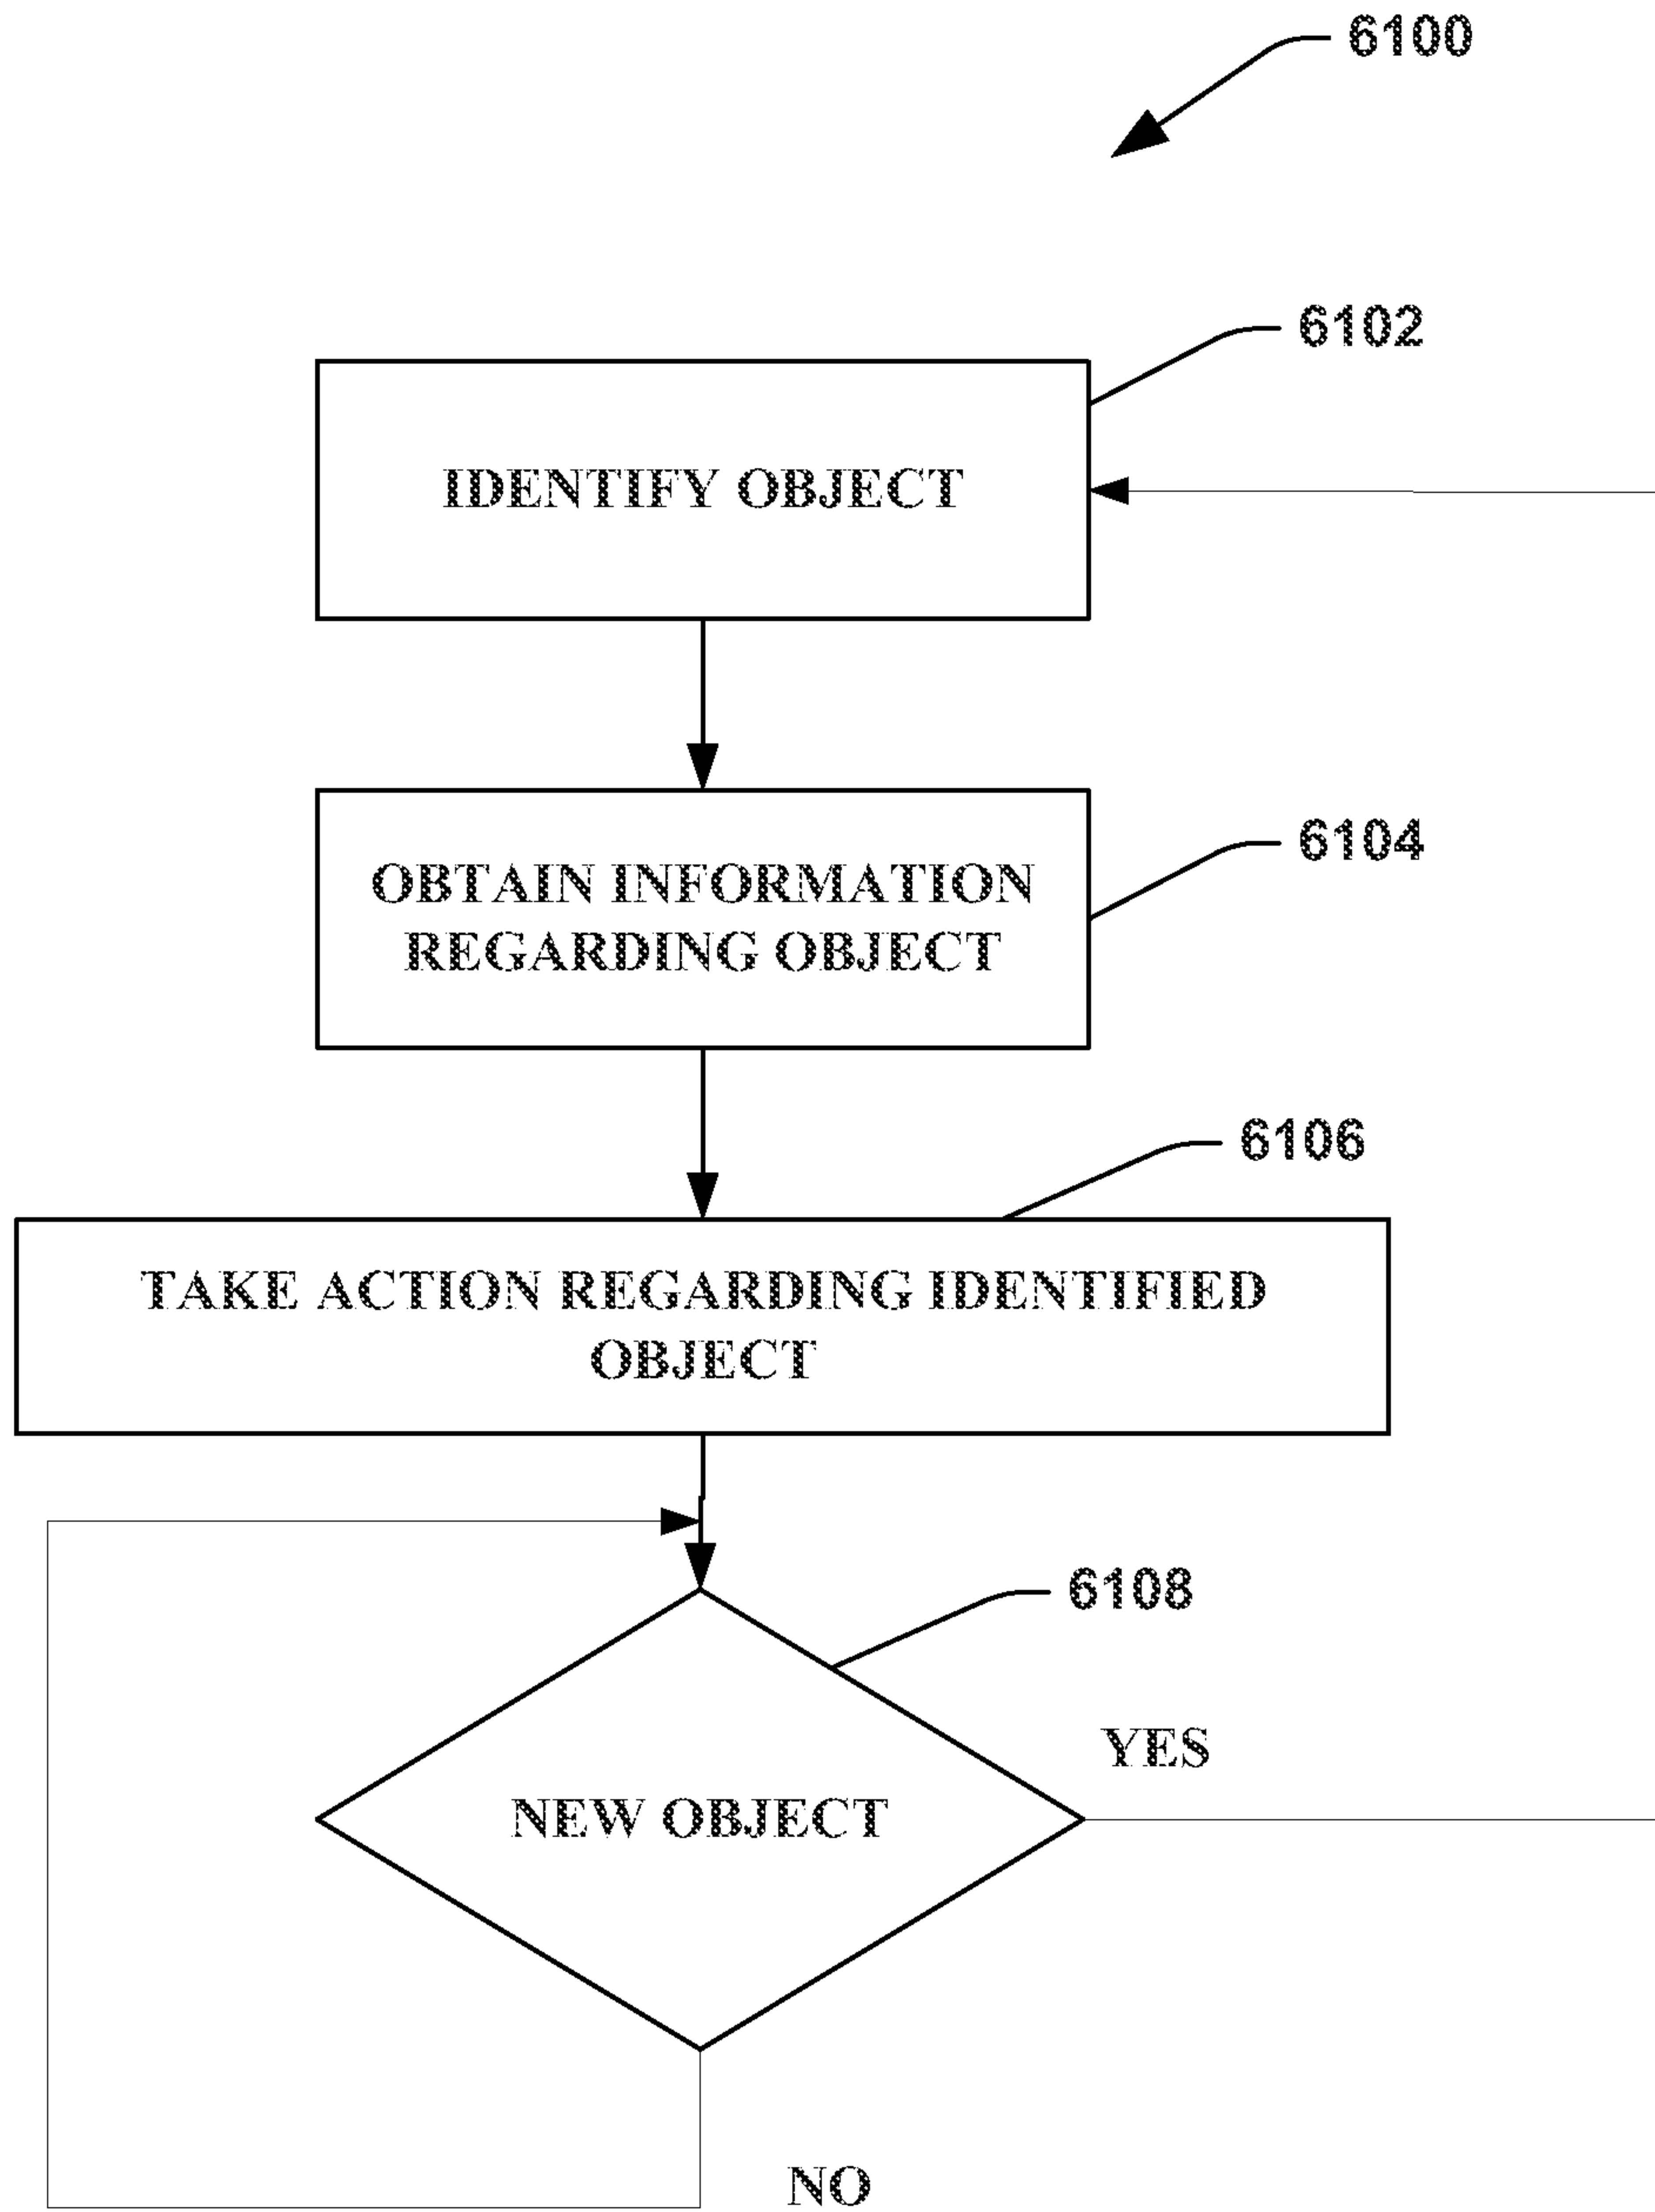 6100
6102
IDENTIFY OBJECT
6104
OBTAIN INFORMATION
REGARDING OBJECT
6106
TAKE ACTION REGARDING IDENTIFIED
OBJECT
6108
YES
NEW OBJECT
NO